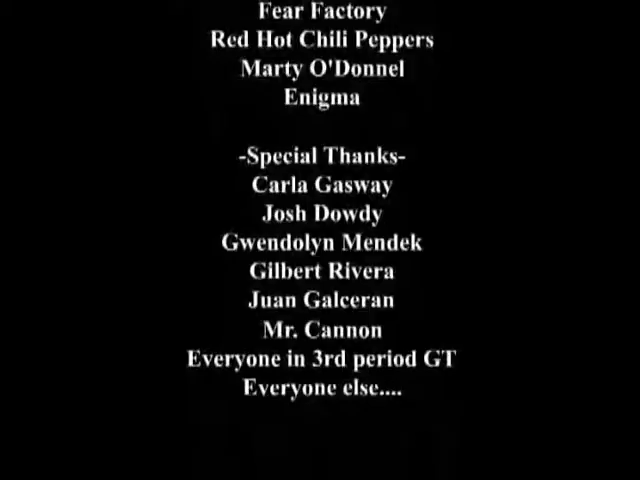 Fear Factory
Red Hot Chili Peppers
Marty O'Donnel
Enigma
-Special Thanks-
Carla Gasway
Josh Dowdy
Gwendolyn Mendek
Gilbert Rivera
Juan Galceran
Mr. Cannon
Everyone in 3rd period GT
Everyone else....